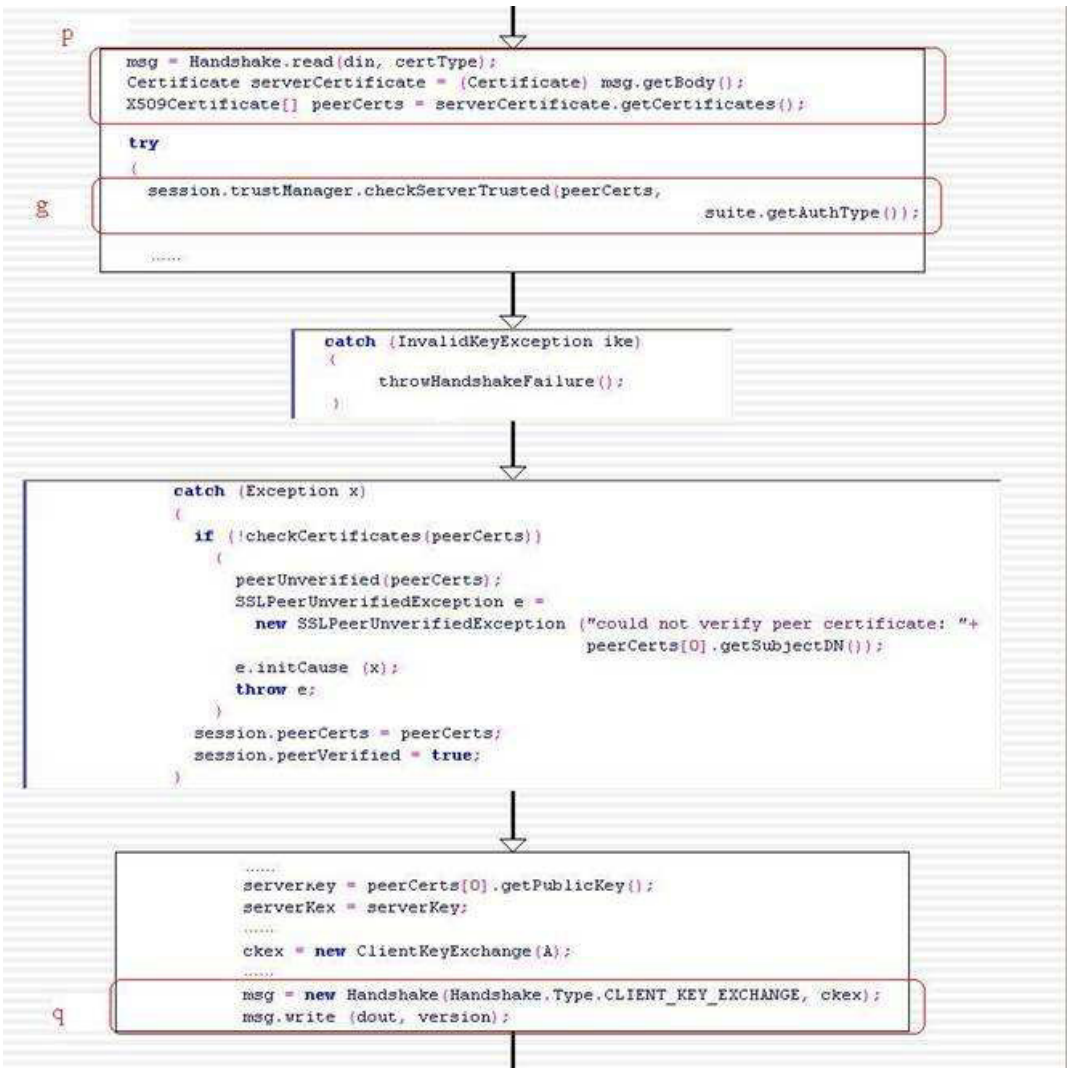 p
msg = Handshake.read(din, certType);
Certificate serverCertificate = (Certificate) msg.getBody();
X509Certificate[] peerCerts = serverCertificate.getCertificates();
try
{
session.trustManager.checkServerTrusted(peerCerts,
suite.getAuthType());
g
......
catch (InvalidKeyException ike)
{
throwHandshakeFailure();
}
catch (Exception x)
{
if (!checkCertificates(peerCerts))
{
peerUnverified(peerCerts);
SSLPeerUnverifiedException e =
new SSLPeerUnverifiedException ("could not verify peer certificate: "+
peerCerts[0].getSubjectDN());
e.initCause (x);
throw e;
}
session.peerCerts = peerCerts;
session.peerVerified = true;
}
......
serverKey = peerCerts[0].getPublicKey();
serverKex = serverKey;
......
ckex = new ClientKeyExchange(A);
......
msg = new Handshake(Handshake.Type.CLIENT_KEY_EXCHANGE, ckex);
msg.write (dout, version);
q